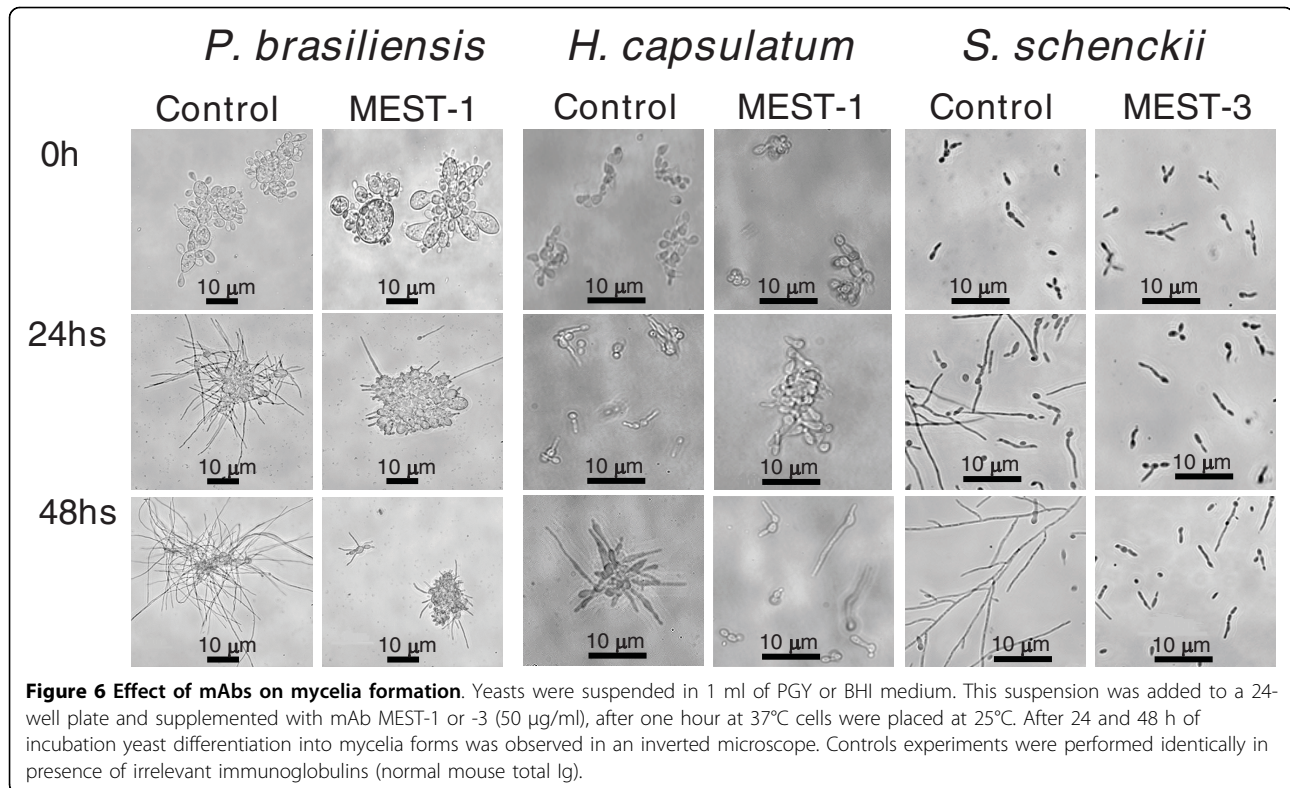 P. brasiliensis H. capsulatum S. schenckii
Control MEST-1 Control MEST-1 Control MEST-3
0h
10 µm 10 µm 10 µm 10 µm 10 µm 10 µm
24hs
10 µm 10 µm 10 µm 10 µm 10 µm 10 µm
48hs
10 µm 10 µm 10 µm 10 µm 10 µm 10 µm
Figure 6 Effect of mAbs on mycelia formation. Yeasts were suspended in 1 ml of PGY or BHI medium. This suspension was added to a 24-
well plate and supplemented with mAb MEST-1 or -3 (50 µg/ml), after one hour at 37°C cells were placed at 25°C. After 24 and 48 h of
incubation yeast differentiation into mycelia forms was observed in an inverted microscope. Controls experiments were performed identically in
presence of irrelevant immunoglobulins (normal mouse total Ig).